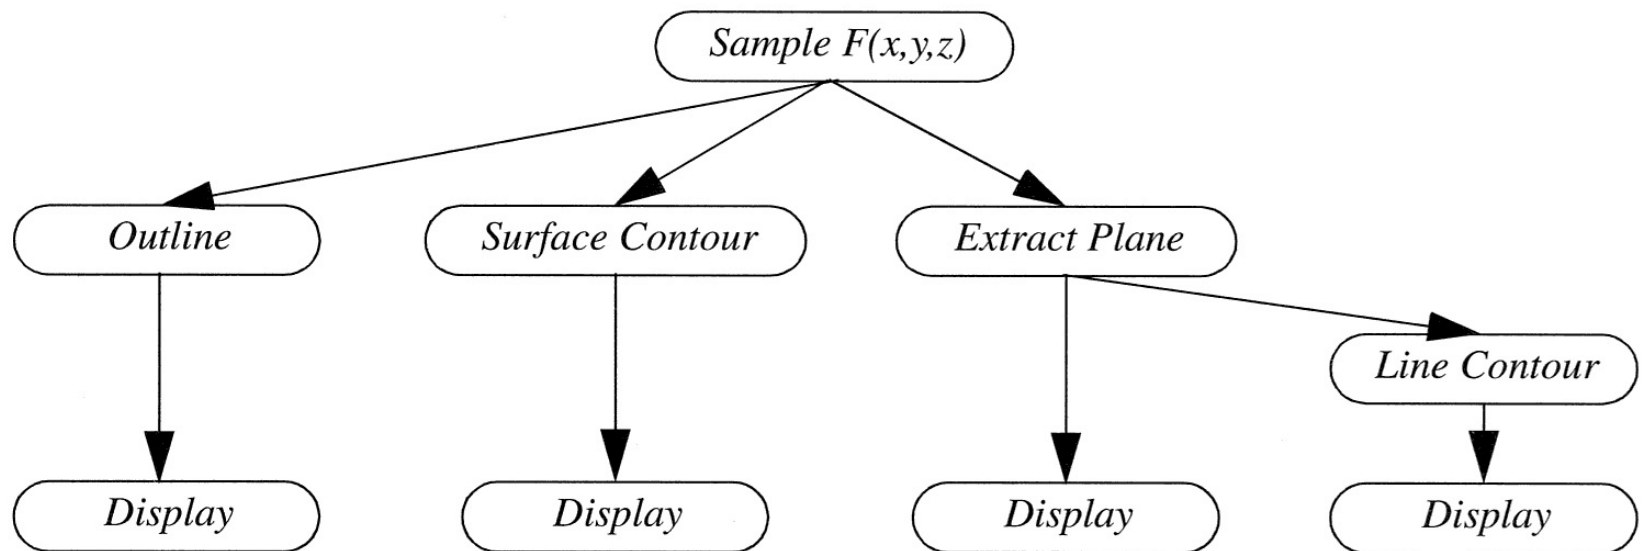 Sample F(x,y,z)
Outline
Surface Contour
Extract Plane
Line Contour
Display
Display
Display
Display